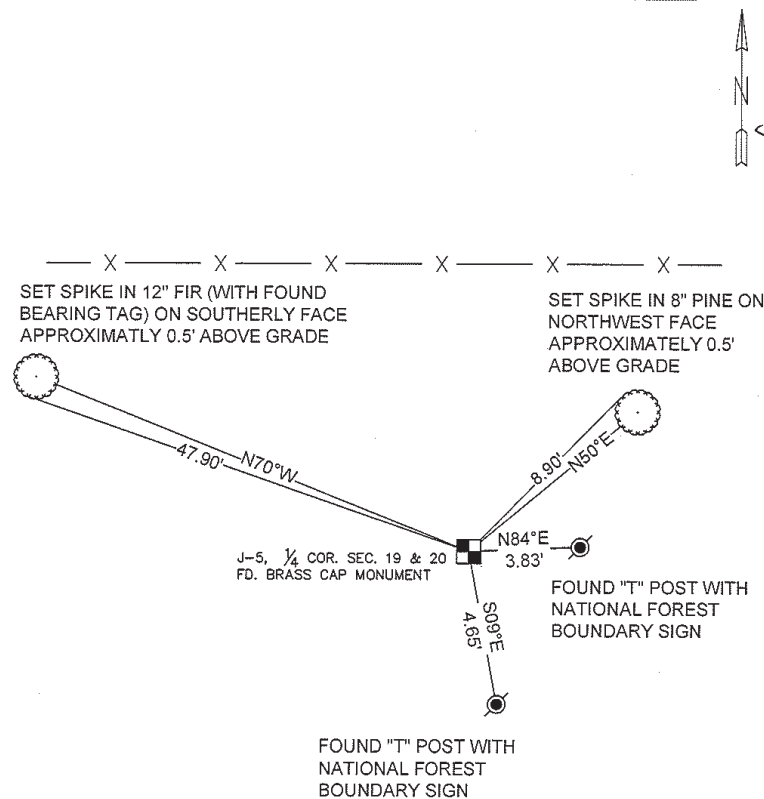 N
X X X X X X
SET SPIKE IN 12" FIR (WITH FOUND
BEARING TAG) ON SOUTHERLY FACE
APPROXIMATLY 0.5' ABOVE GRADE
SET SPIKE IN 8" PINE ON
NORTHWEST FACE
APPROXIMATELY 0.5'
ABOVE GRADE
47.90'
N70°W
8.90'
N50°E
J-5, 1/4 COR. SEC. 19 & 20
FD. BRASS CAP MONUMENT
N84°E
3.83'
FOUND "T" POST WITH
NATIONAL FOREST
BOUNDARY SIGN
S09°E
4.65'
FOUND "T" POST WITH
NATIONAL FOREST
BOUNDARY SIGN